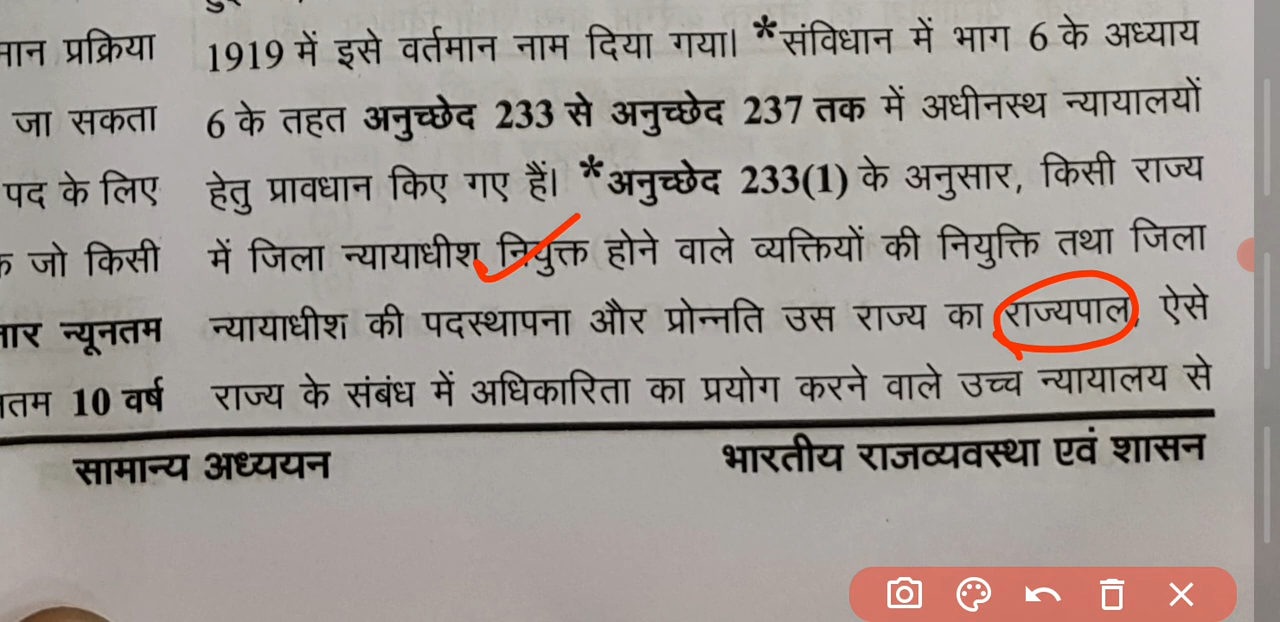 मान प्रक्रिया
जा सकता
पद के लिए
जो किसी
न्यूनतम
10 वर्ष
1919 में इसे वर्तमान नाम दिया गया। *संविधान में भाग 6 के अध्याय
6 के तहत अनुच्छेद 233 से अनुच्छेद 237 तक में अधीनस्थ न्यायालयों
हेतु प्रावधान किए गए हैं। *अनुच्छेद 233(1) के अनुसार, किसी राज्य
में जिला न्यायाधीश नियुक्त होने वाले व्यक्तियों की नियुक्ति तथा जिला
न्यायाधीश की पदस्थापना और प्रोन्नति उस राज्य का राज्यपाल, ऐसे
राज्य के संबंध में अधिकारिता का प्रयोग करने वाले उच्च न्यायालय से
सामान्य अध्ययन
भारतीय राजव्यवस्था एवं शासन